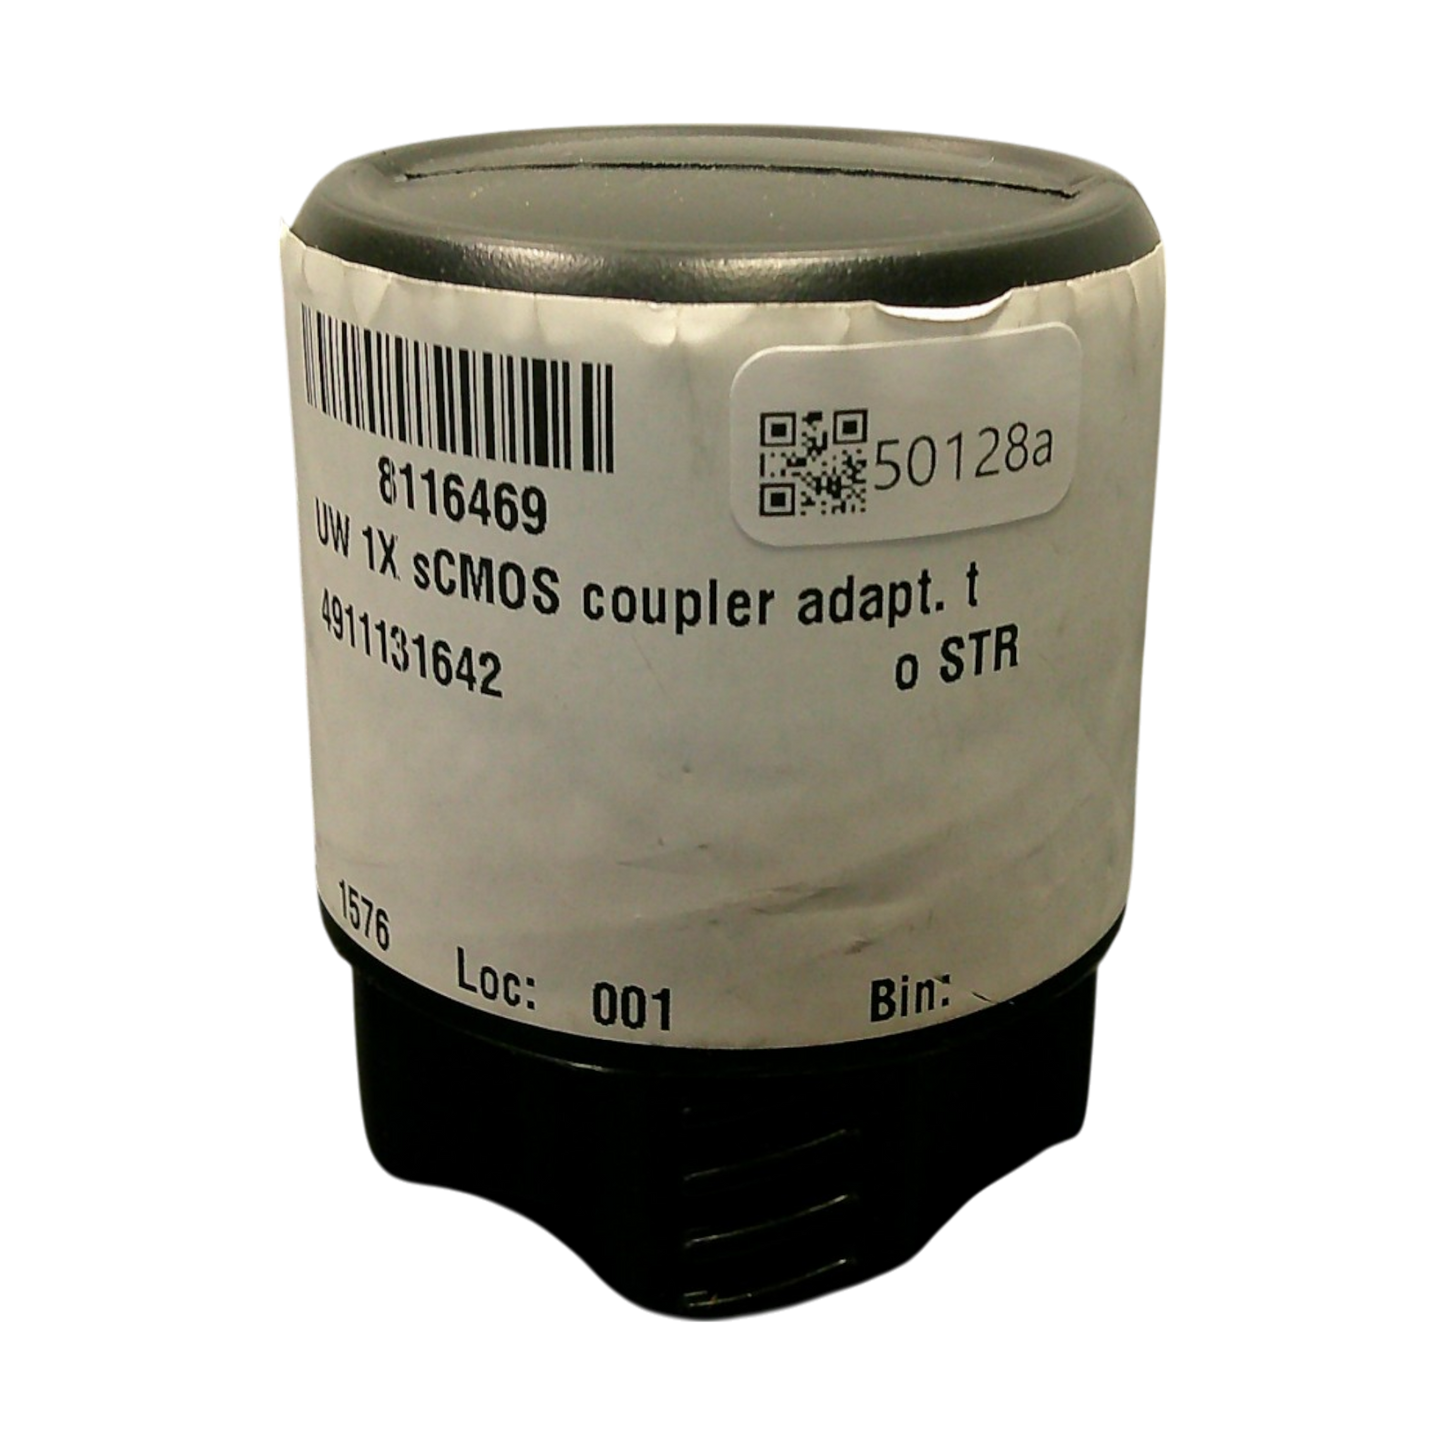 50128a
8116469
UW 1X sCMOS coupler adapt. t
o STR
4911131642
1576
Loc: 001
Bin: